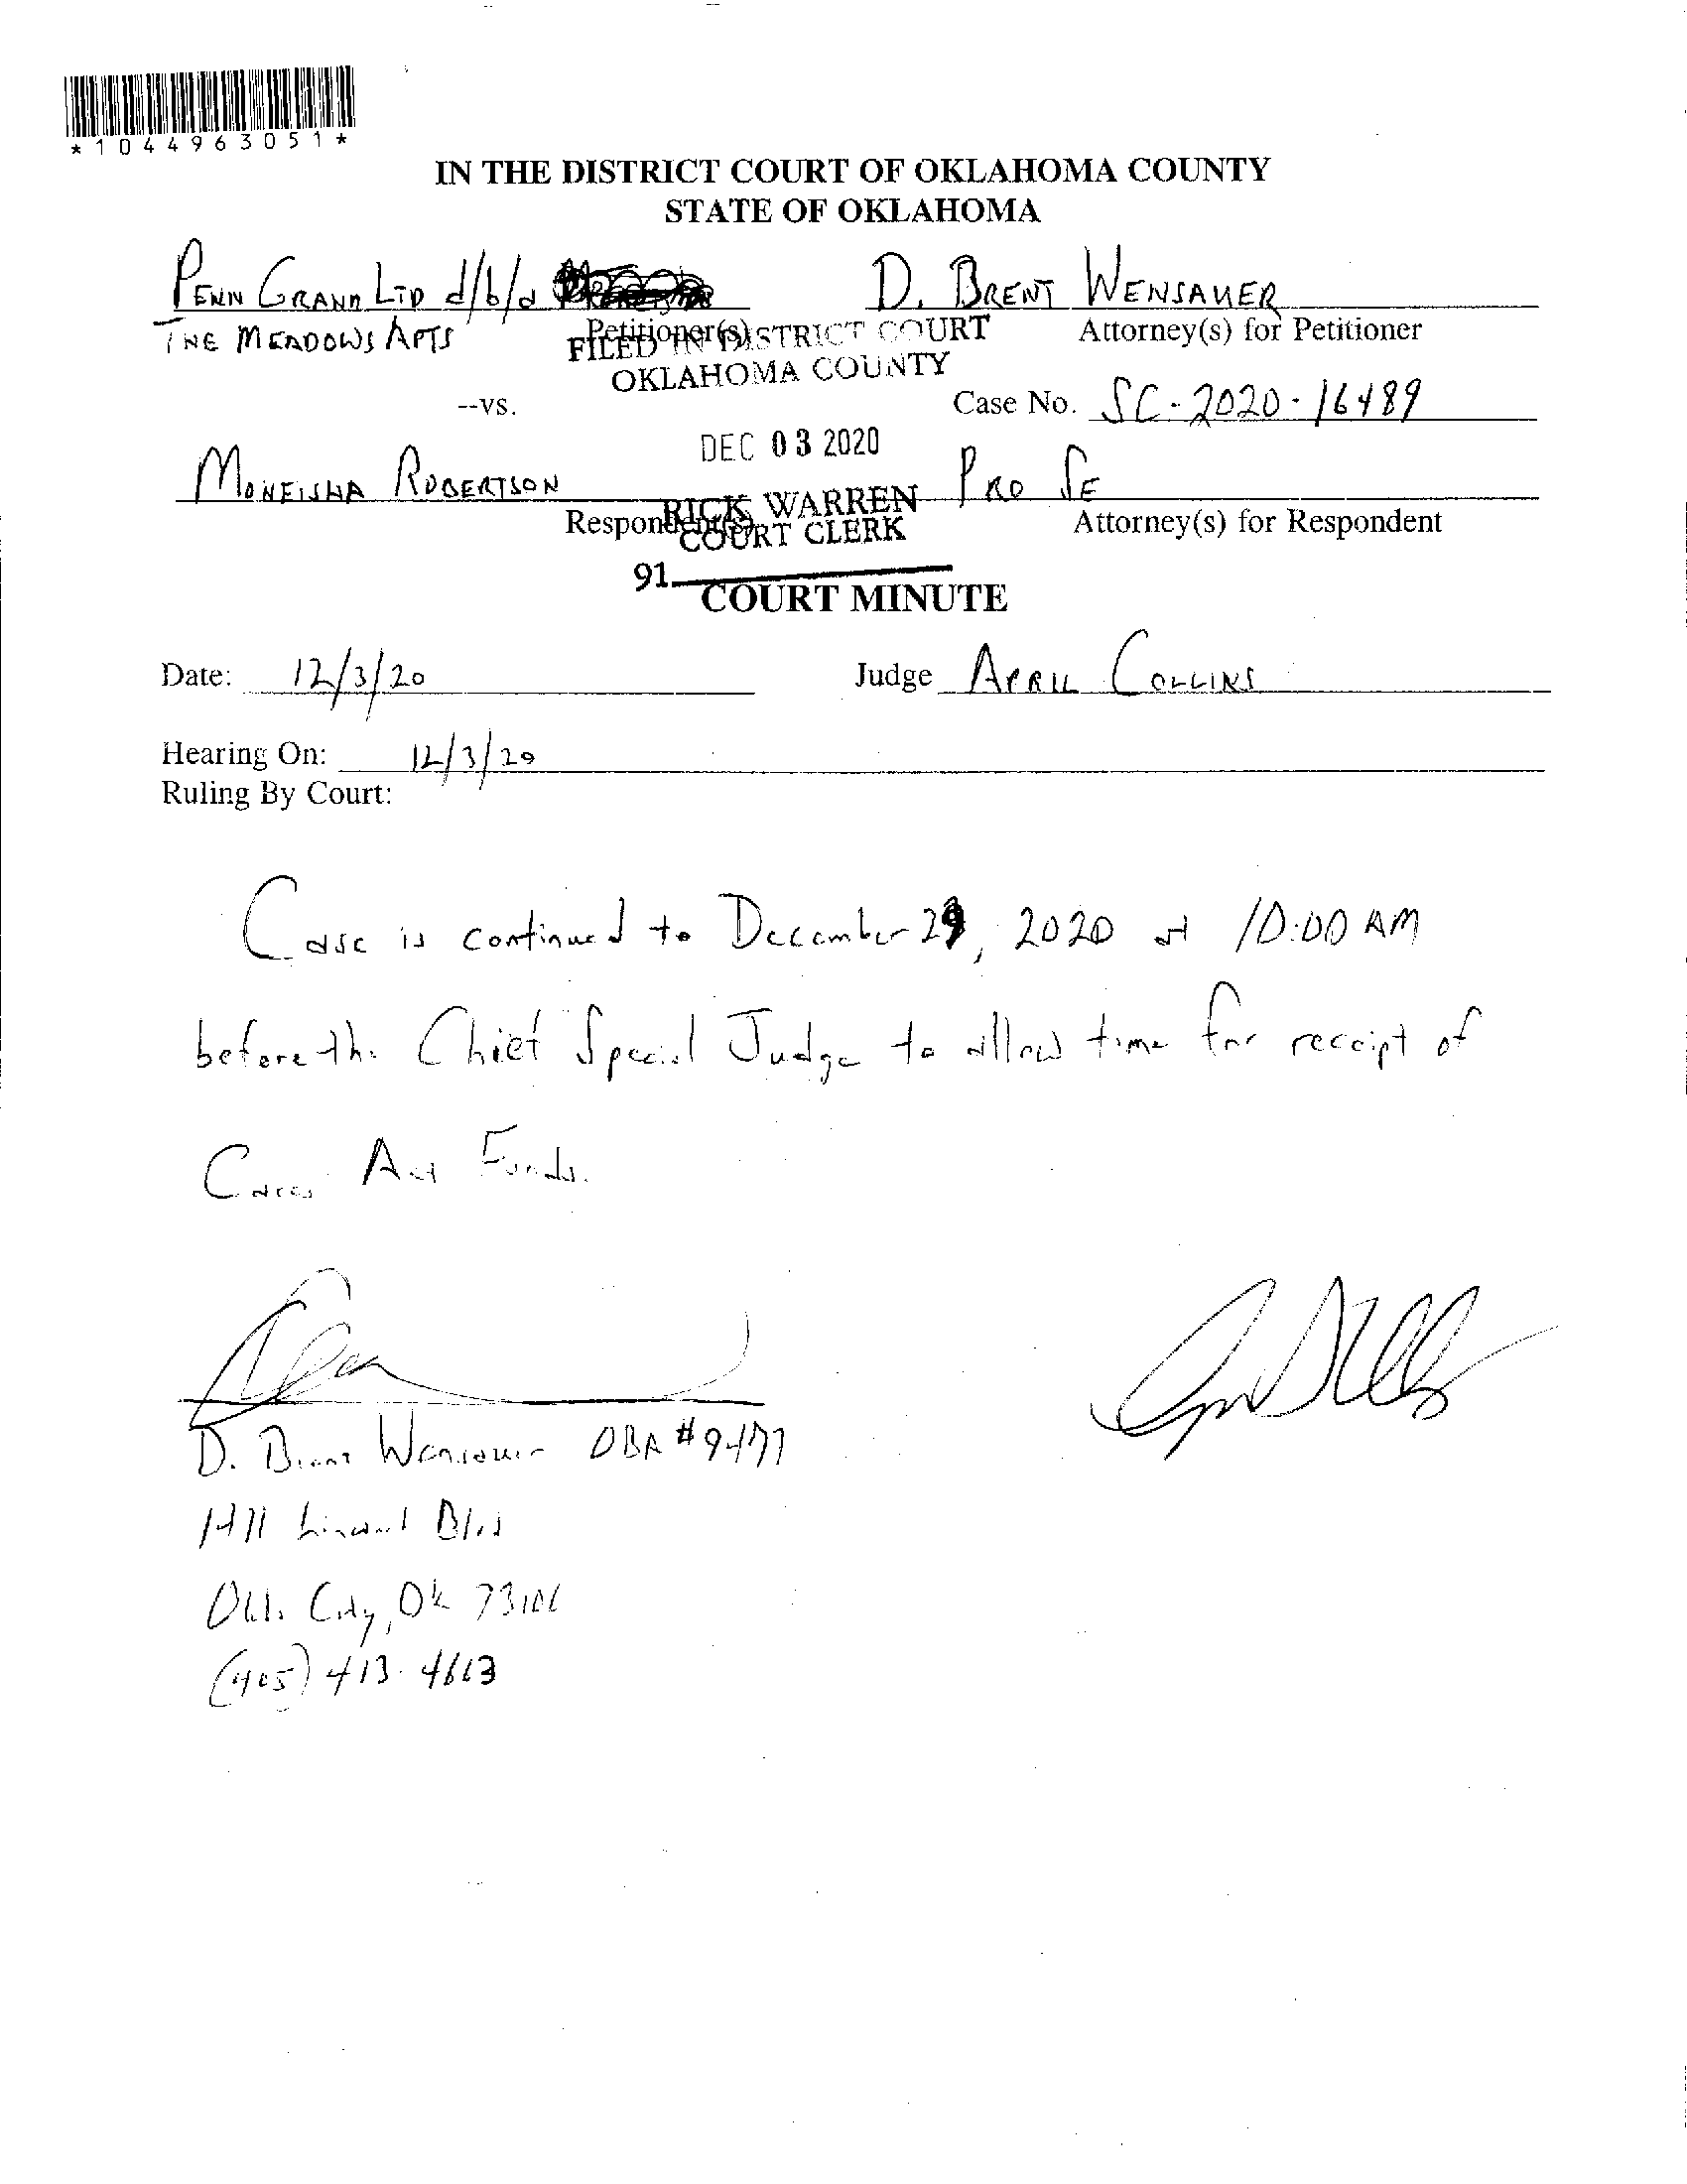 *1044963051*
IN THE DISTRICT COURT OF OKLAHOMA COUNTY
STATE OF OKLAHOMA
PENN GRAND LTD d/b/a
THE MEADOWS APTS
Petitioner(s)
D. BRENT WENSAUER
Attorney(s) for Petitioner
FILED IN DISTRICT COURT
OKLAHOMA COUNTY
--vs.
Case No. SC-2020-16489
DEC 03 2020
MONEISHA ROBERTSON
Respondent(s)
PRO SE
Attorney(s) for Respondent
RICK WARREN
COURT CLERK
91
COURT MINUTE
Date: 12/3/20
Judge APRIL COLLINS
Hearing On: 12/3/20
Ruling By Court:
Case is continued to December 29, 2020 at 10:00 AM
before the Chief Special Judge to allow time for receipt of
Cares Act Funds.
D. Brent Wensauer OBA #9477
1411 Linwood Blvd
Okla City, Ok 73106
(405) 413-4663